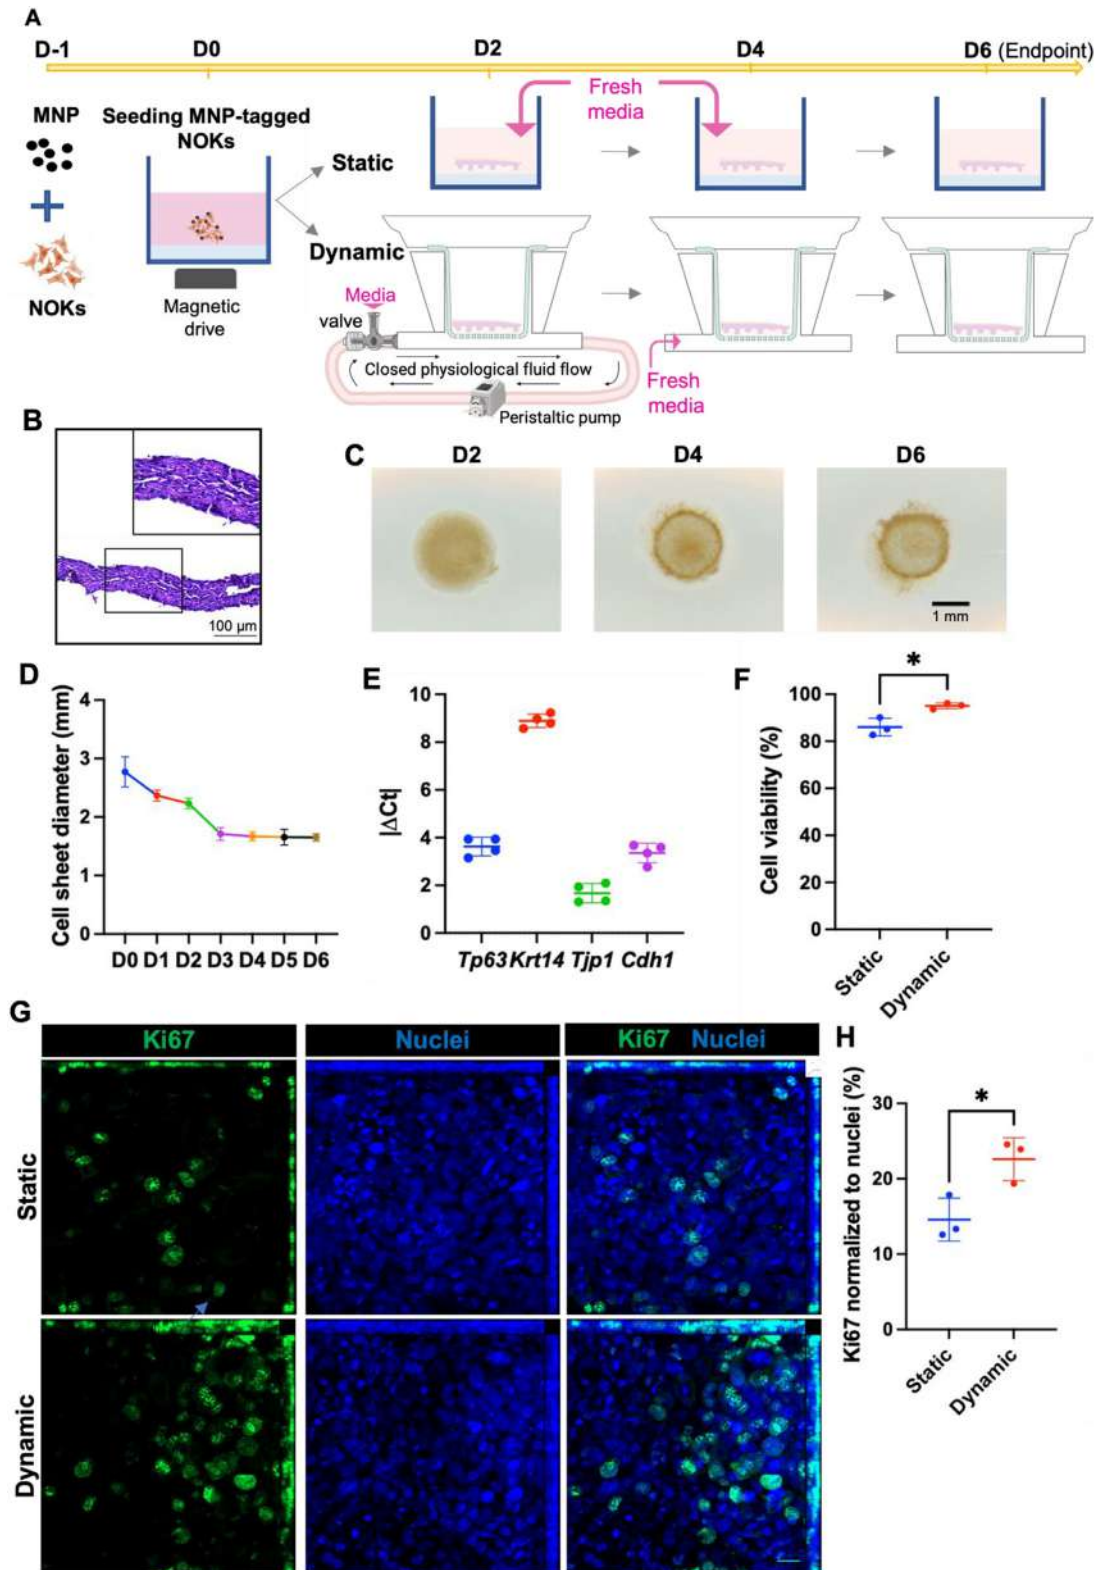 A
D-1 D0 D2 D4 D6 (Endpoint)
MNP
Seeding MNP-tagged
NOKs
Fresh
media
Static
Dynamic
NOKs
Magnetic
drive
Media
valve
Closed physiological fluid flow
Peristaltic pump
Fresh
media
B
100 µm
C
D2 D4 D6
1 mm
D
Cell sheet diameter (mm)
4
3
2
1
0
D0 D1 D2 D3 D4 D5 D6
E
|ΔCt|
10
8
6
4
2
0
Tp63 Krt14 Tjp1 Cdh1
F
Cell viability (%)
100
80
60
40
20
0
*
Static
Dynamic
G
Ki67 Nuclei Ki67 Nuclei
Static
Dynamic
H
Ki67 normalized to nuclei (%)
30
20
10
0
*
Static
Dynamic